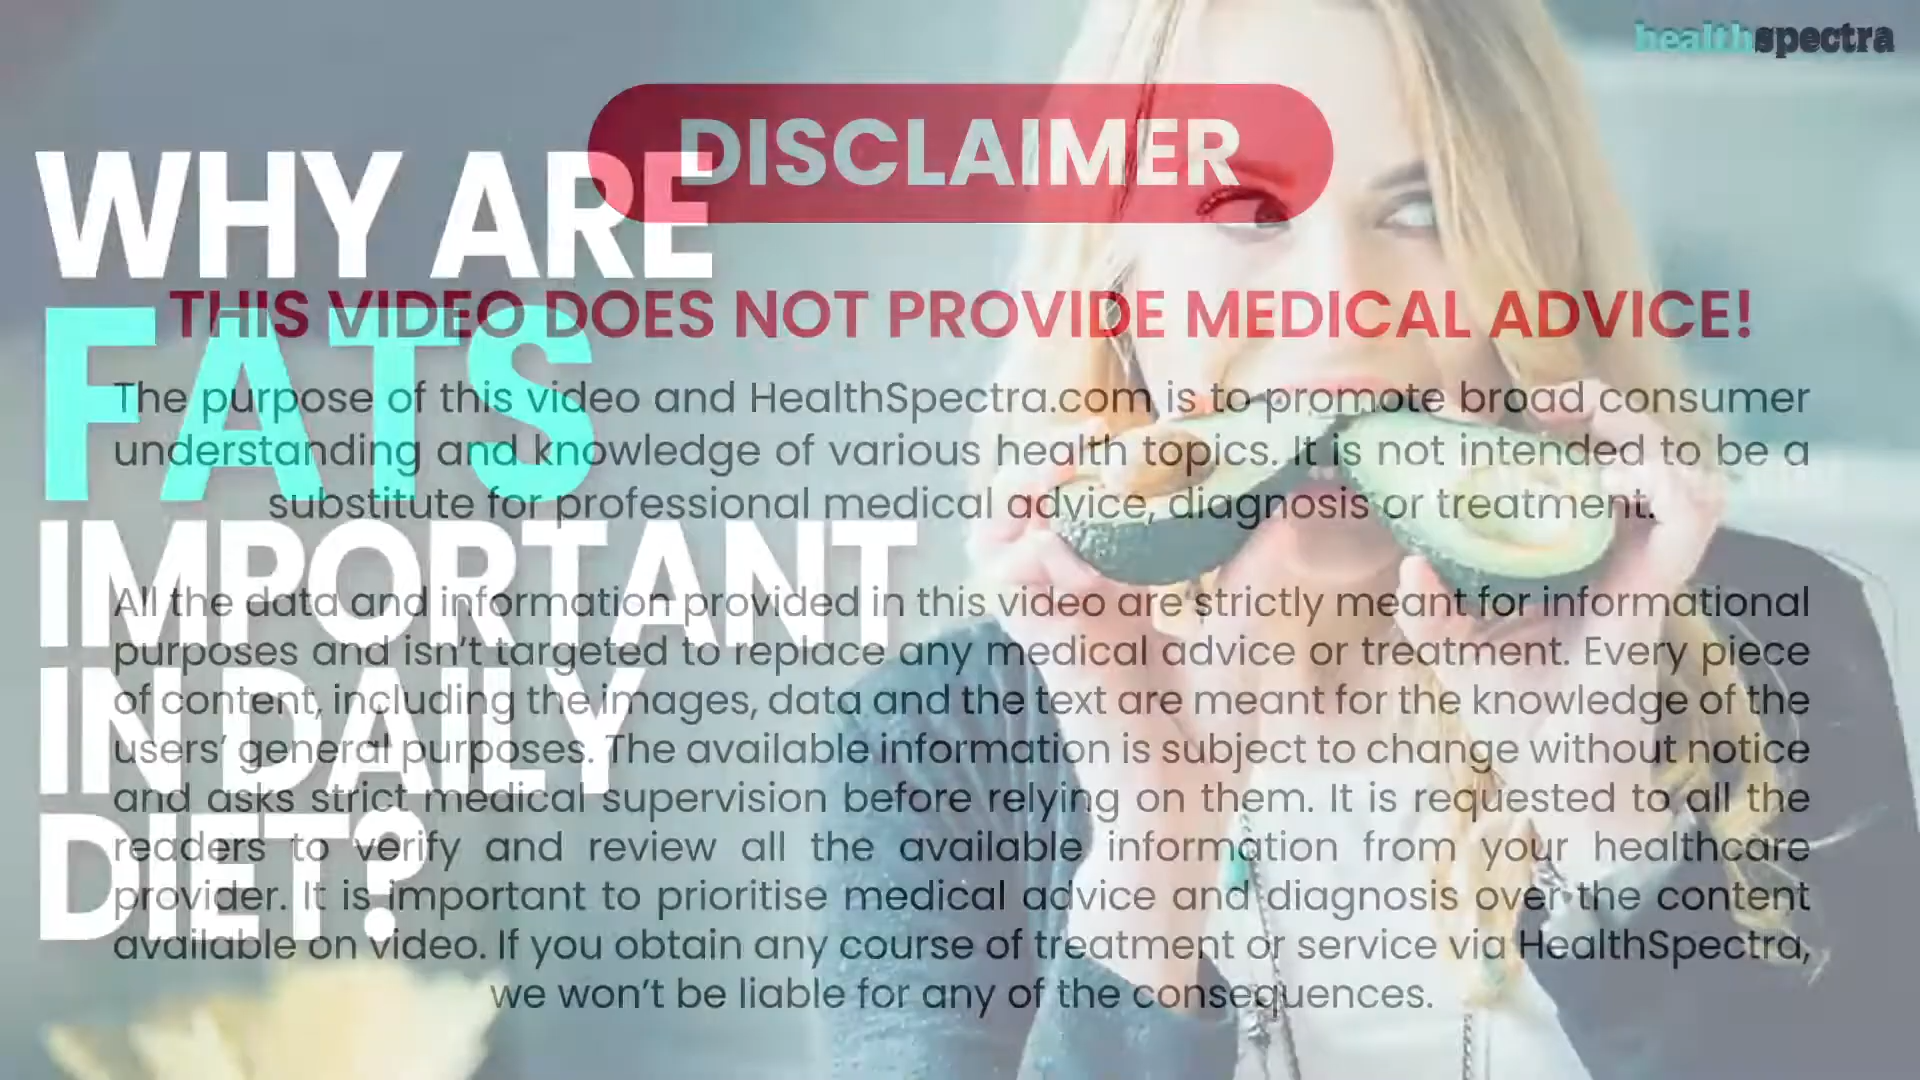 healthspectra
DISCLAIMER
WHY ARE
FATS
IMPORTANT
IN DAILY
DIET?
THIS VIDEO DOES NOT PROVIDE MEDICAL ADVICE!
The purpose of this video and HealthSpectra.com is to promote broad consumer
understanding and knowledge of various health topics. It is not intended to be a
substitute for professional medical advice, diagnosis or treatment.
All the data and information provided in this video are strictly meant for informational
purposes and isn't targeted to replace any medical advice or treatment. Every piece
of content, including the images, data and the text are meant for the knowledge of the
users' general purposes. The available information is subject to change without notice
and asks strict medical supervision before relying on them. It is requested to all the
readers to verify and review all the available information from your healthcare
provider. It is important to prioritise medical advice and diagnosis over the content
available on video. If you obtain any course of treatment or service via HealthSpectra,
we won't be liable for any of the consequences.